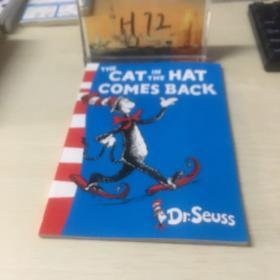 H72
THE
CAT IN THE HAT
COMES BACK
Dr. Seuss